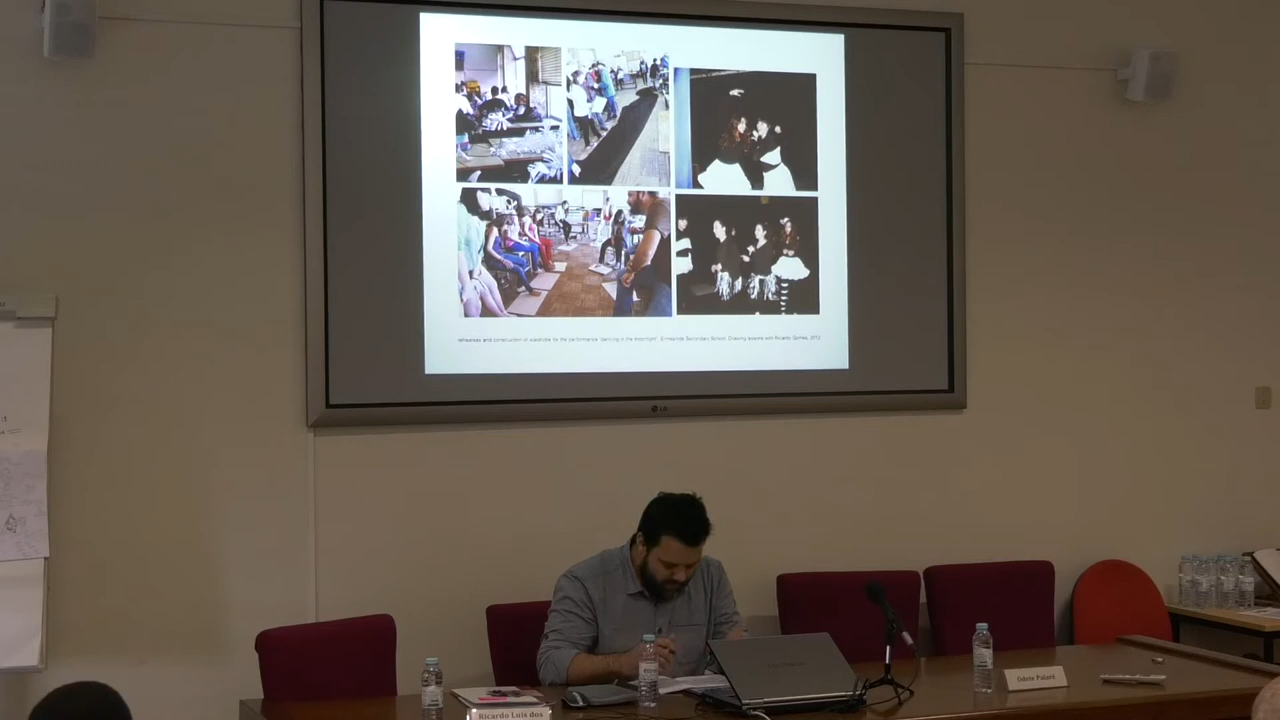 rehearses and construction of wardrobe for the performance "dancing in the moonlight". Ermesinde Secondary School. Drawing lessons with Ricardo Gomes, 2012
LG
Ricardo Luis dos
Odete Palaré